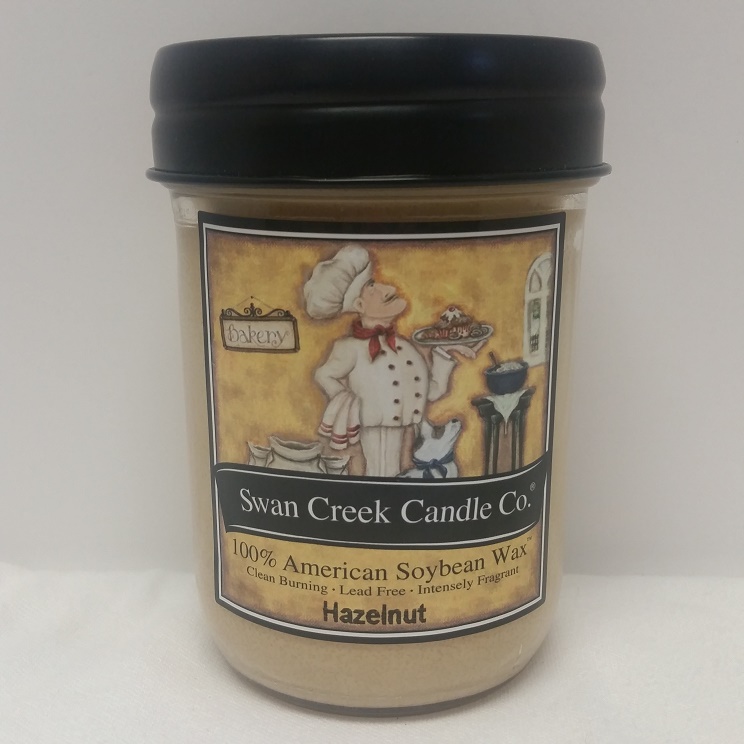 Bakery
Swan Creek Candle Co.®
100% American Soybean Wax™
Clean Burning · Lead Free · Intensely Fragrant
Hazelnut